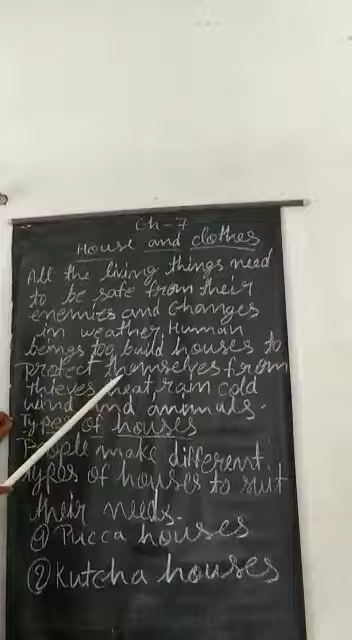 Ch-7
House and clothes
All the living things need
to be safe from their
enemies and changes
in weather. Human
beings too build houses to
protect themselves from
thieves, heat, rain cold
wind and animals.
Types of houses
People make different
types of houses to suit
their needs.
① Pucca houses
② Kutcha houses